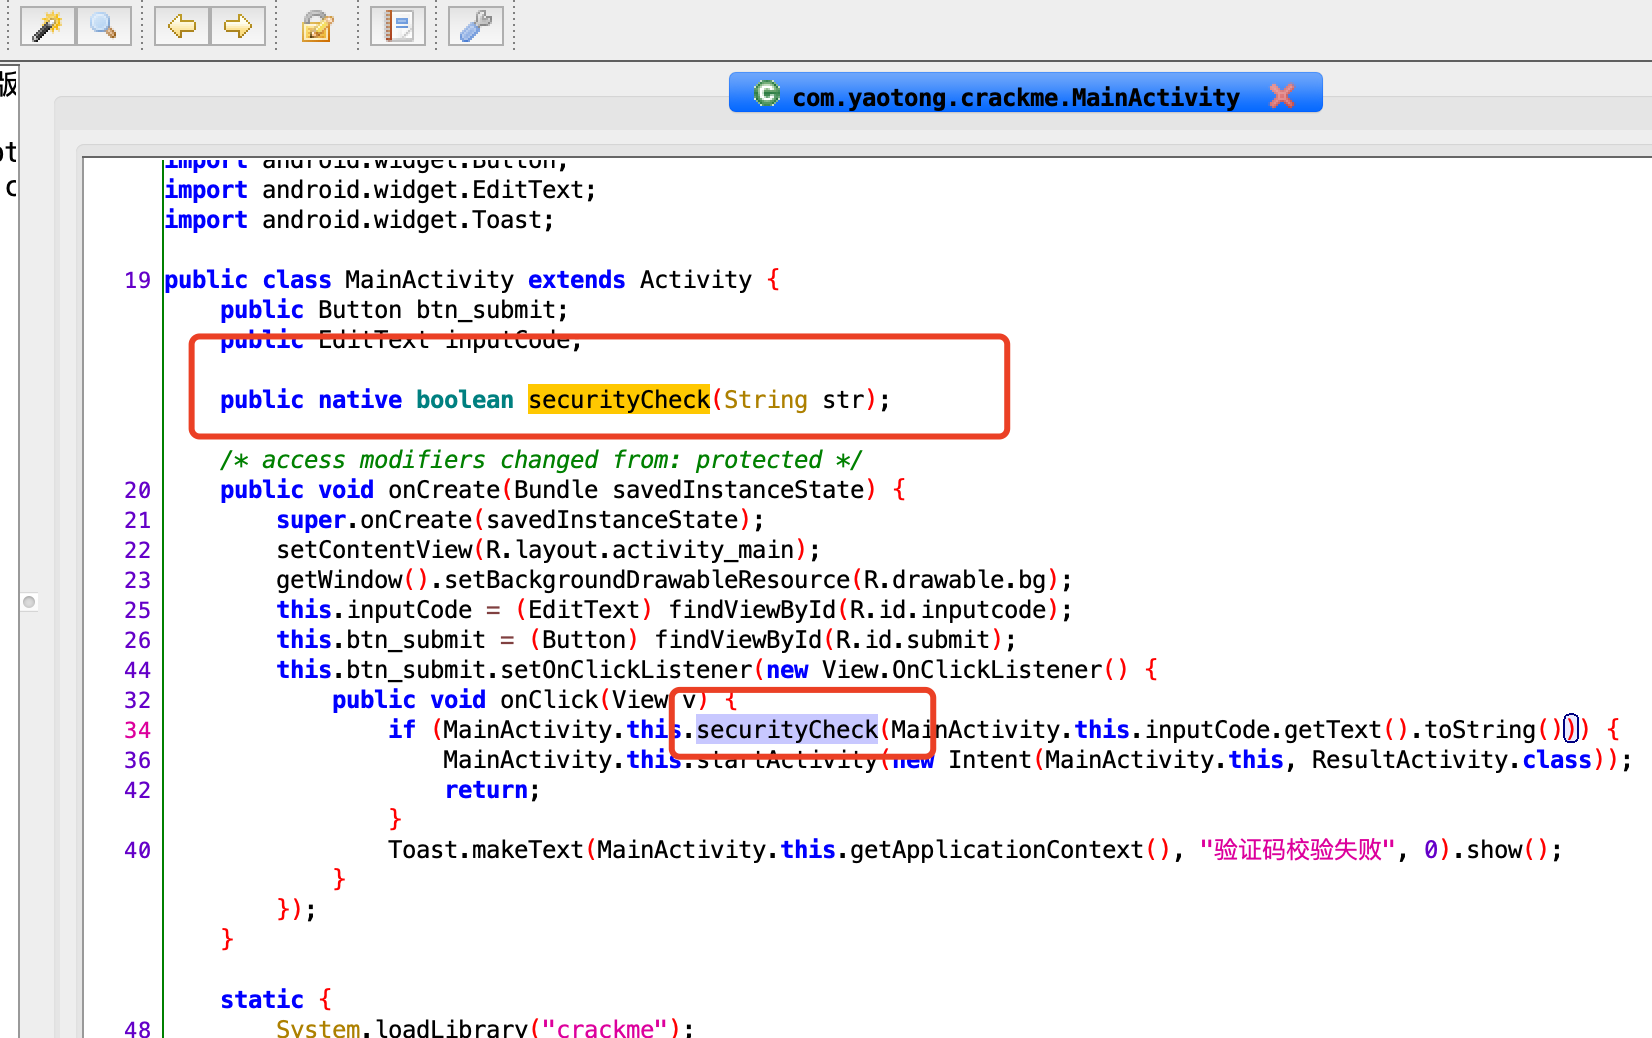 版
com.yaotong.crackme.MainActivity
ot
c
import android.widget.Button;
import android.widget.EditText;
import android.widget.Toast;
19 public class MainActivity extends Activity {
public Button btn_submit;
public EditText inputCode;
public native boolean securityCheck(String str);
/* access modifiers changed from: protected */
20 public void onCreate(Bundle savedInstanceState) {
21 super.onCreate(savedInstanceState);
22 setContentView(R.layout.activity_main);
23 getWindow().setBackgroundDrawableResource(R.drawable.bg);
25 this.inputCode = (EditText) findViewById(R.id.inputcode);
26 this.btn_submit = (Button) findViewById(R.id.submit);
44 this.btn_submit.setOnClickListener(new View.OnClickListener() {
32 public void onClick(View v) {
34 if (MainActivity.this.securityCheck(MainActivity.this.inputCode.getText().toString())) {
36 MainActivity.this.startActivity(new Intent(MainActivity.this, ResultActivity.class));
42 return;
}
40 Toast.makeText(MainActivity.this.getApplicationContext(), "验证码校验失败", 0).show();
}
});
}
static {
48 System.loadLibrary("crackme");